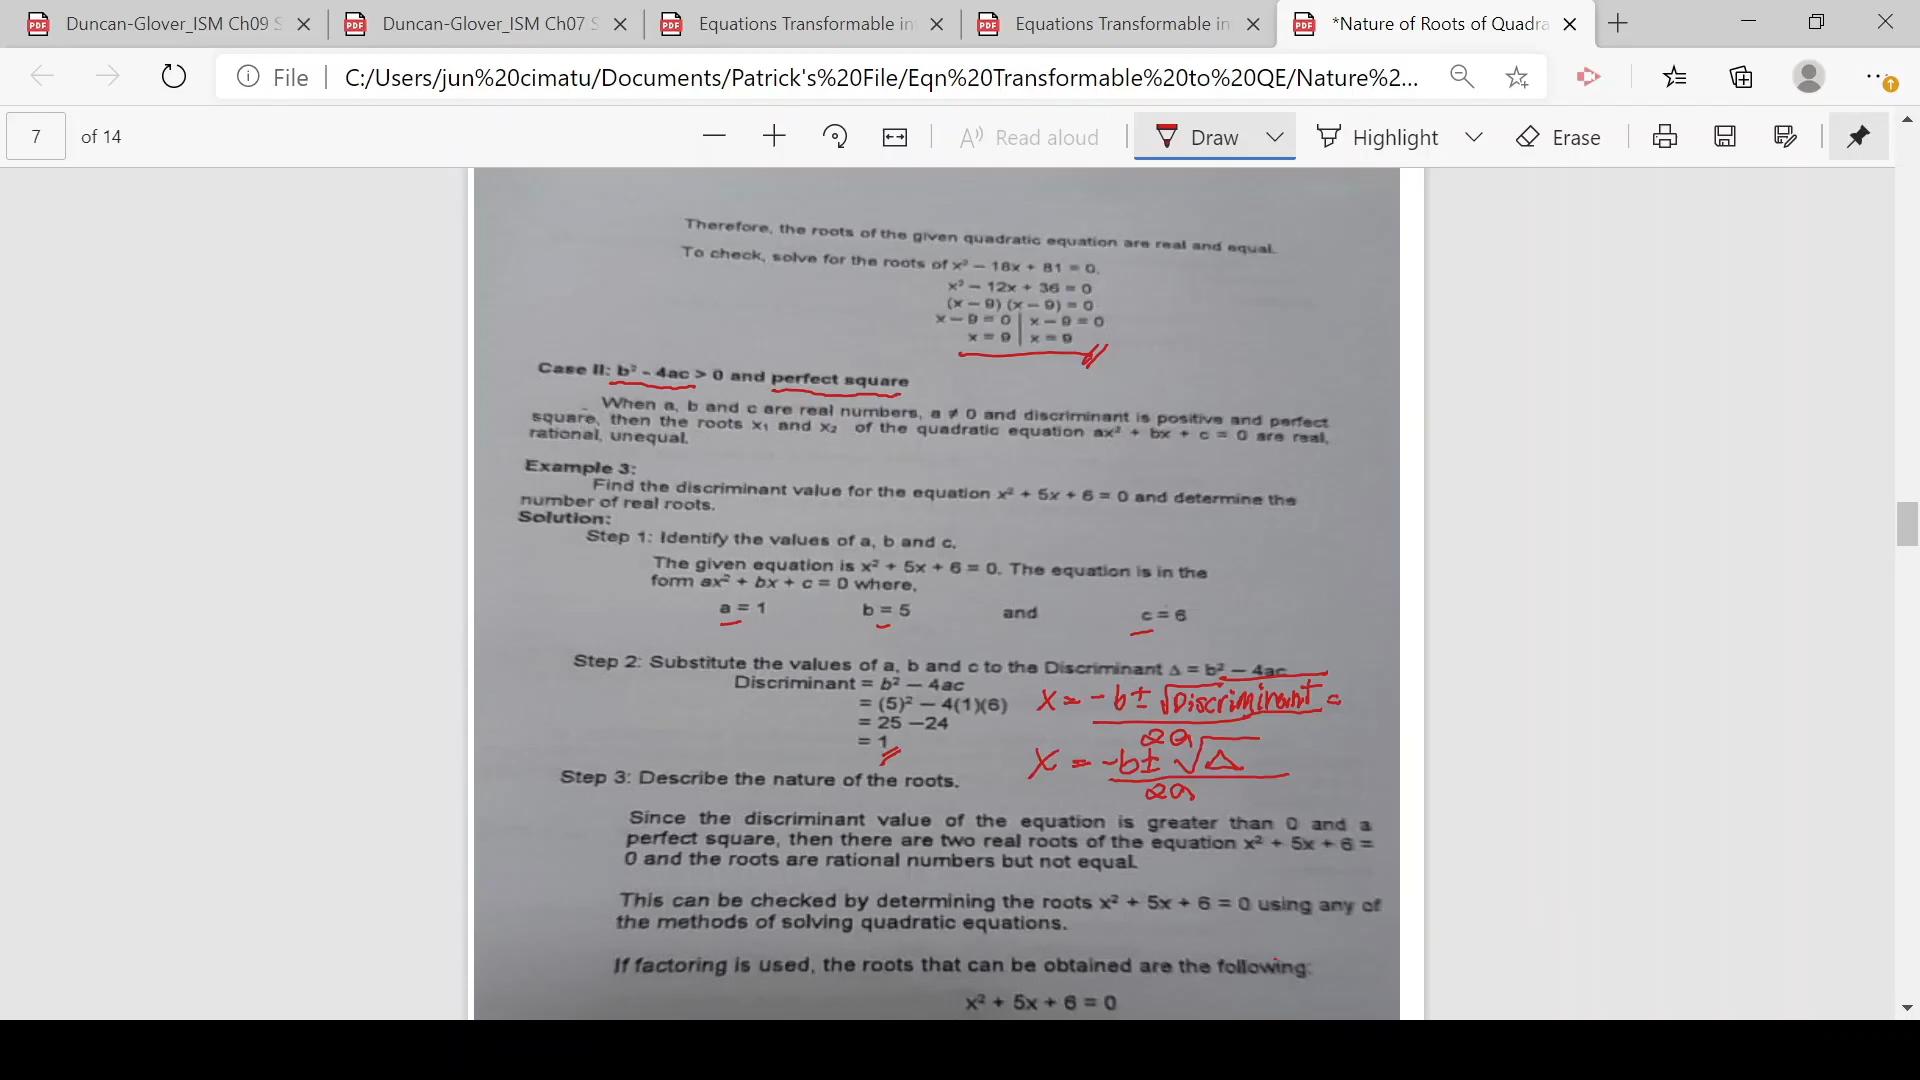 Duncan-Glover_ISM Ch09 S
Duncan-Glover_ISM Ch07 S
Equations Transformable in
Equations Transformable in
*Nature of Roots of Quadra
File
C:/Users/jun%20cimatu/Documents/Patrick's%20File/Eqn%20Transformable%20to%20QE/Nature%2...
7 of 14
Read aloud
Draw
Highlight
Erase
Therefore, the roots of the given quadratic equation are real and equal.
To check, solve for the roots of x² – 18x + 81 = 0.
x² – 12x + 36 = 0
(x – 9) (x – 9) = 0
x – 9 = 0 | x – 9 = 0
x = 9 | x = 9
Case II: b² - 4ac > 0 and perfect square
When a, b and c are real numbers, a ≠ 0 and discriminant is positive and perfect
square, then the roots x₁ and x₂ of the quadratic equation ax² + bx + c = 0 are real,
rational, unequal.
Example 3:
Find the discriminant value for the equation x² + 5x + 6 = 0 and determine the
number of real roots.
Solution:
Step 1: Identify the values of a, b and c.
The given equation is x² + 5x + 6 = 0. The equation is in the
form ax² + bx + c = 0 where,
a = 1 b = 5 and c = 6
Step 2: Substitute the values of a, b and c to the Discriminant Δ = b² – 4ac
Discriminant = b² – 4ac
= (5)² – 4(1)(6)
= 25 –24
= 1
x = -b ± √Discriminant =
2a
x = -b ± √Δ
2a
Step 3: Describe the nature of the roots.
Since the discriminant value of the equation is greater than 0 and a
perfect square, then there are two real roots of the equation x² + 5x + 6 =
0 and the roots are rational numbers but not equal.
This can be checked by determining the roots x² + 5x + 6 = 0 using any of
the methods of solving quadratic equations.
If factoring is used, the roots that can be obtained are the following:
x² + 5x + 6 = 0